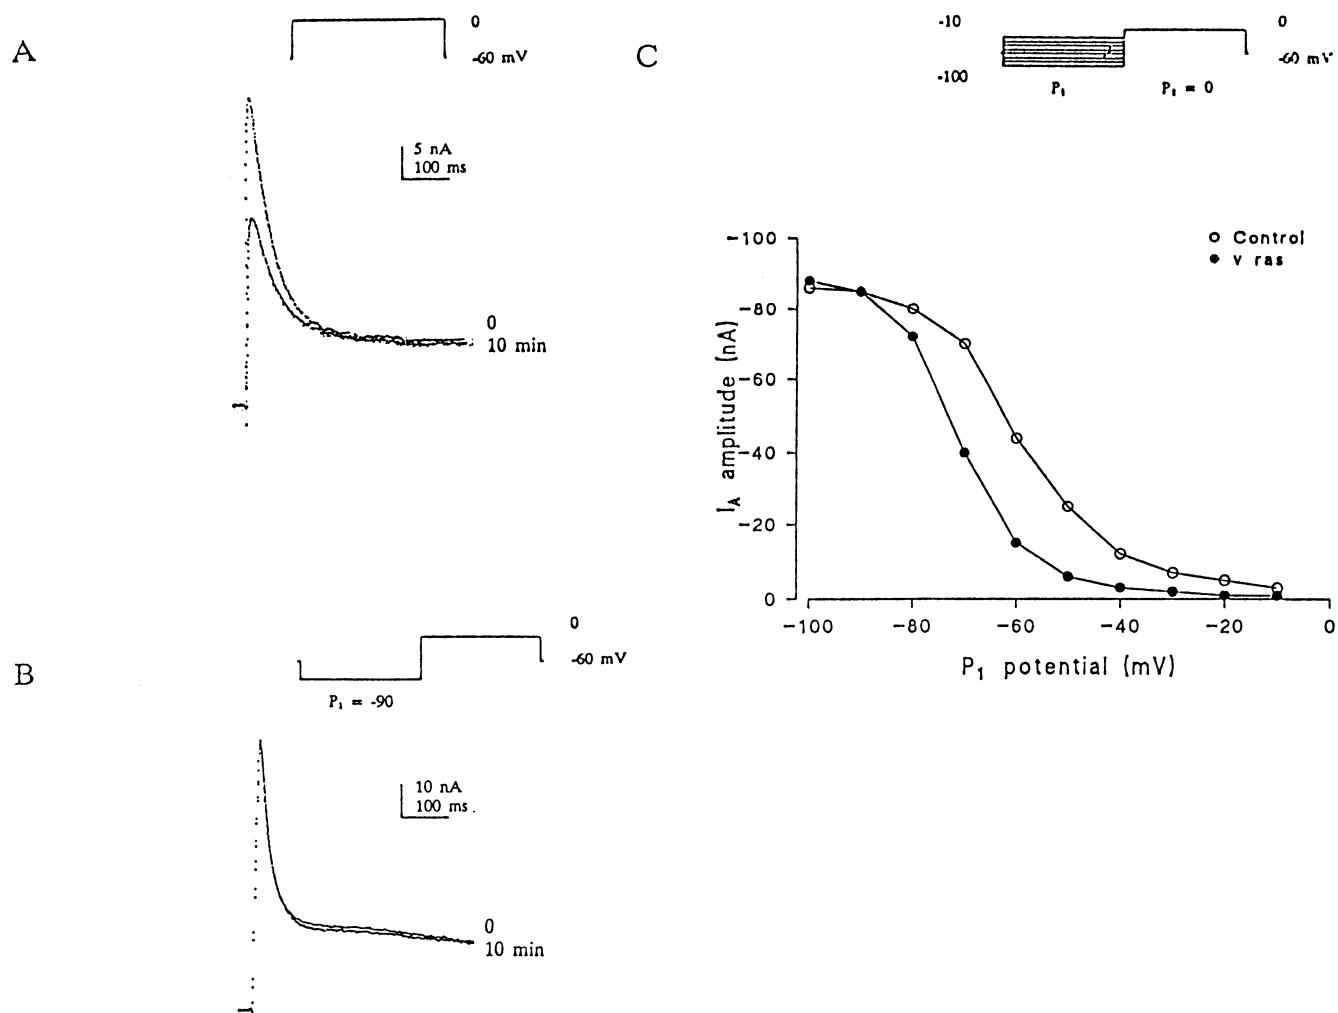 A
0
-60 mV
5 nA
100 ms
0
10 min
B
0
-60 mV
P₁ = -90
10 nA
100 ms
0
10 min
C
-10
-100
0
-60 mV
P₁
= 0
Control
v ras
-100
-80
-60
-40
-20
0
I_A amplitude (nA)
-100
-80
-60
-40
-20
0
P₁ potential (mV)